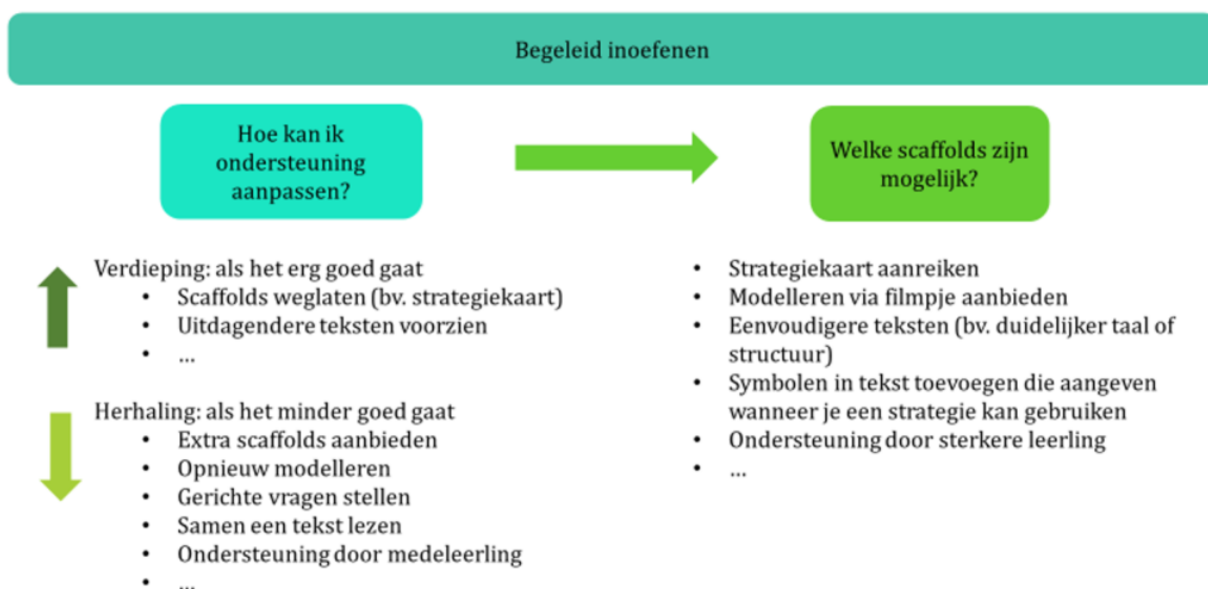 Begeleid inoefenen
Hoe kan ik
ondersteuning
aanpassen?
Welke scaffolds zijn
mogelijk?
Verdieping: als het erg goed gaat
• Scaffolds weglaten (bv. strategiekaart)
• Uitdagendere teksten voorzien
• ...
Herhaling: als het minder goed gaat
• Extra scaffolds aanbieden
• Opnieuw modelleren
• Gerichte vragen stellen
• Samen een tekst lezen
• Ondersteuning door medeleerling
• ...
• Strategiekaart aanreiken
• Modelleren via filmpje aanbieden
• Eenvoudigere teksten (bv. duidelijker taal of
structuur)
• Symbolen in tekst toevoegen die aangeven
wanneer je een strategie kan gebruiken
• Ondersteuning door sterkere leerling
• ...